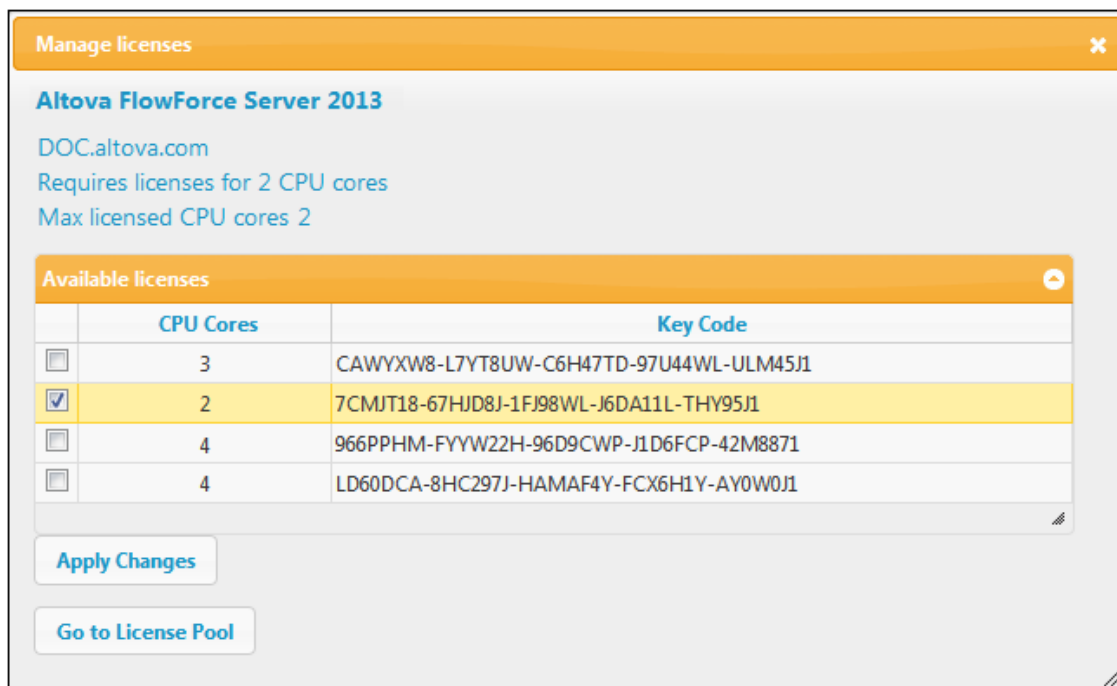 Manage licenses
Altova FlowForce Server 2013
DOC.altova.com
Requires licenses for 2 CPU cores
Max licensed CPU cores 2
Available licenses
CPU Cores Key Code
3 CAWYXW8-L7YT8UW-C6H47TD-97U44WL-ULM45J1
2 7CMJT18-67HJD8J-1FJ98WL-J6DA11L-THY95J1
4 966PPHM-FYYW22H-96D9CWP-J1D6FCP-42M8871
4 LD60DCA-8HC297J-HAMAF4Y-FCX6H1Y-AY0W0J1
Apply Changes
Go to License Pool